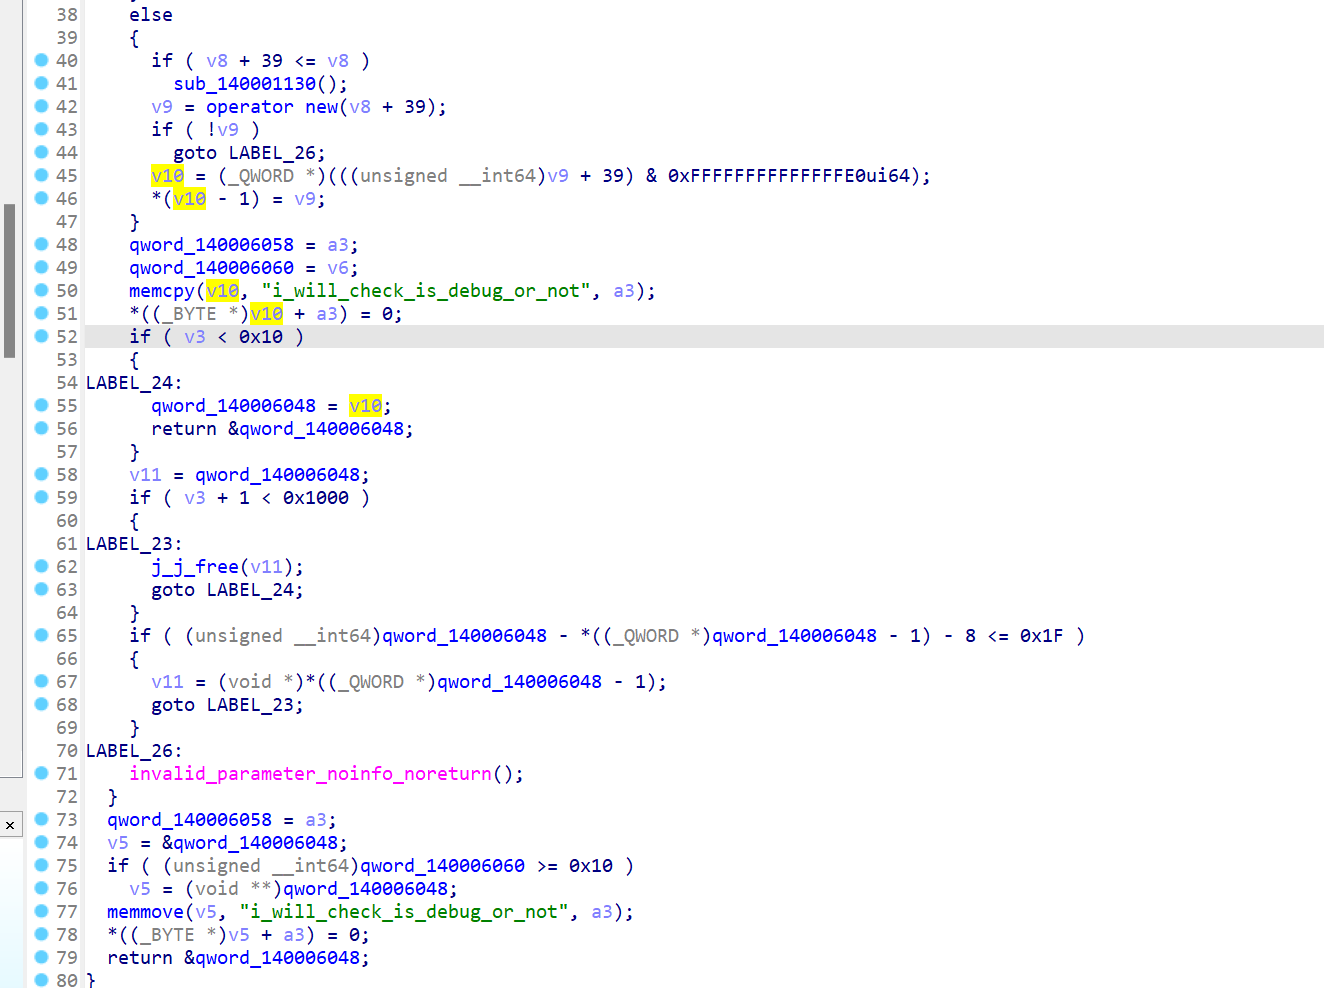 38 else
39 {
40 if ( v8 + 39 <= v8 )
41 sub_140001130();
42 v9 = operator new(v8 + 39);
43 if ( !v9 )
44 goto LABEL_26;
45 v10 = (_QWORD *)(((unsigned __int64)v9 + 39) & 0xFFFFFFFFFFFFFFE0ui64);
46 *(v10 - 1) = v9;
47 }
48 qword_140006058 = a3;
49 qword_140006060 = v6;
50 memcpy(v10, "i_will_check_is_debug_or_not", a3);
51 *((_BYTE *)v10 + a3) = 0;
52 if ( v3 < 0x10 )
53 {
54 LABEL_24:
55 qword_140006048 = v10;
56 return &qword_140006048;
57 }
58 v11 = qword_140006048;
59 if ( v3 + 1 < 0x1000 )
60 {
61 LABEL_23:
62 j_j_free(v11);
63 goto LABEL_24;
64 }
65 if ( (unsigned __int64)qword_140006048 - *((_QWORD *)qword_140006048 - 1) - 8 <= 0x1F )
66 {
67 v11 = (void *)*((_QWORD *)qword_140006048 - 1);
68 goto LABEL_23;
69 }
70 LABEL_26:
71 invalid_parameter_noinfo_noreturn();
72 }
73 qword_140006058 = a3;
74 v5 = &qword_140006048;
75 if ( (unsigned __int64)qword_140006060 >= 0x10 )
76 v5 = (void **)qword_140006048;
77 memmove(v5, "i_will_check_is_debug_or_not", a3);
78 *((_BYTE *)v5 + a3) = 0;
79 return &qword_140006048;
80 }